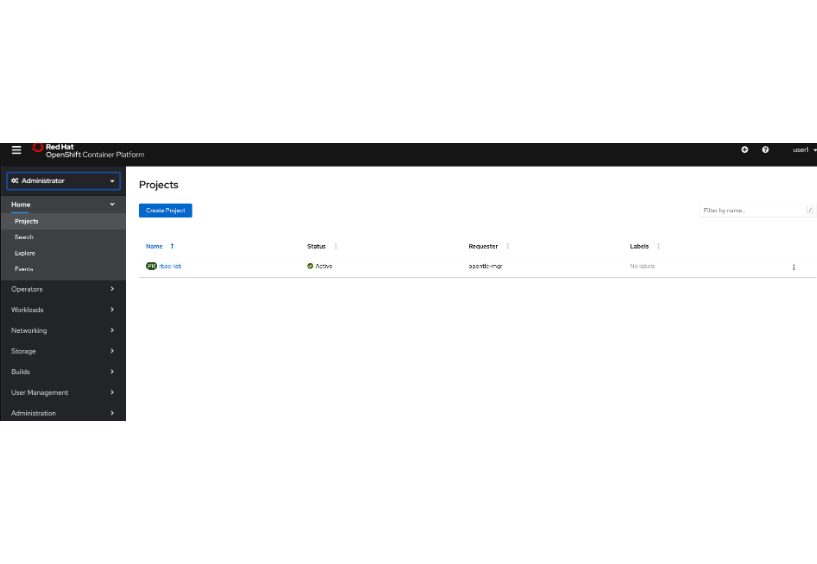 Red Hat
OpenShift Container Platform
user1
Administrator
Home
Projects
Search
Explore
Events
Operators
Workloads
Networking
Storage
Builds
User Management
Administration
Projects
Create Project
Filter by name...
/
Name
Status
Requester
Labels
PR rbac-lab
Active
opentlc-mgr
No labels